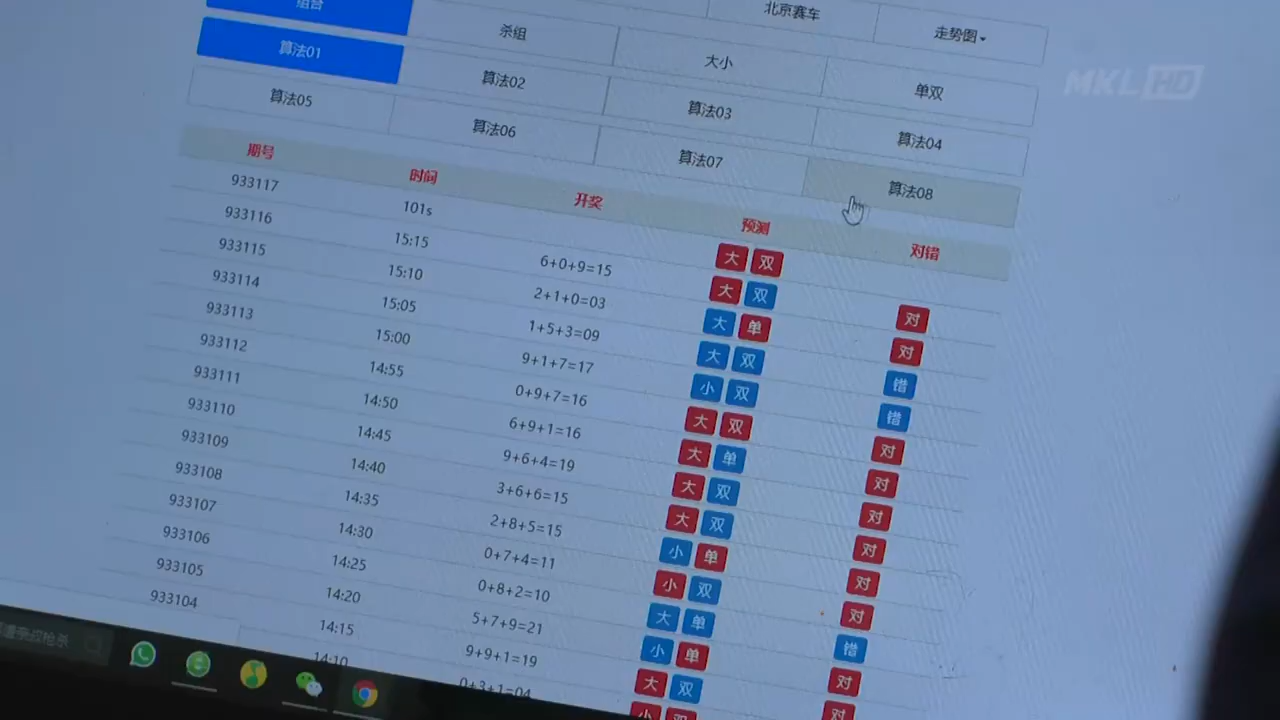 北京赛车 走势图
组合 杀组 大小 单双
算法01 算法02 算法03 算法04
算法05 算法06 算法07 算法08
期号 时间 开奖 预测 对错
933117 101s 大 双
933116 15:15 6+0+9=15 大 双 对
933115 15:10 2+1+0=03 大 单 对
933114 15:05 1+5+3=09 大 双 错
933113 15:00 9+1+7=17 小 双 错
933112 14:55 0+9+7=16 大 双 对
933111 14:50 6+9+1=16 大 单 对
933110 14:45 9+6+4=19 大 双 对
933109 14:40 3+6+6=15 大 双 对
933108 14:35 2+8+5=15 小 单 对
933107 14:30 0+7+4=11 小 双 对
933106 14:25 0+8+2=10 大 单 错
933105 14:20 5+7+9=21 小 单 对
933104 14:15 9+9+1=19 大 双 对
14:10 0+3+1=04 小 双
MKLHD